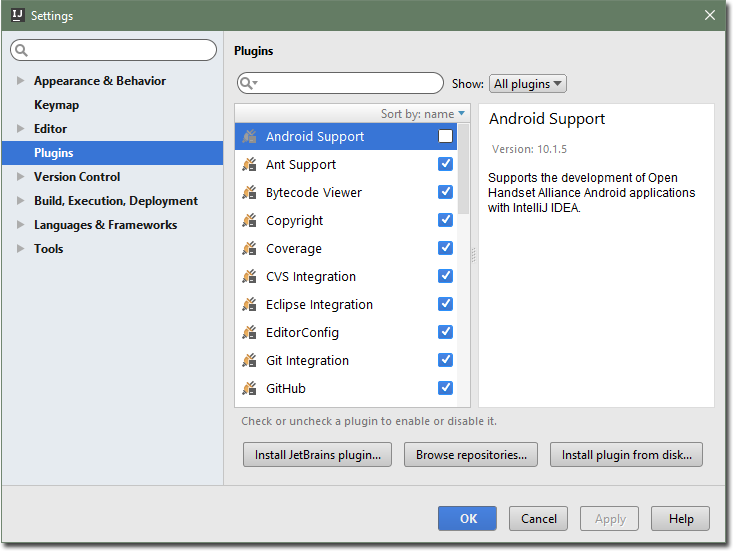 IJ
Settings
Appearance & Behavior
Keymap
Editor
Plugins
Version Control
Build, Execution, Deployment
Languages & Frameworks
Tools
Plugins
Show: All plugins
Sort by: name
Android Support
Ant Support
Bytecode Viewer
Copyright
Coverage
CVS Integration
Eclipse Integration
EditorConfig
Git Integration
GitHub
Android Support
Version: 10.1.5
Supports the development of Open
Handset Alliance Android applications
with IntelliJ IDEA.
Check or uncheck a plugin to enable or disable it.
Install JetBrains plugin... Browse repositories... Install plugin from disk...
OK Cancel Apply Help